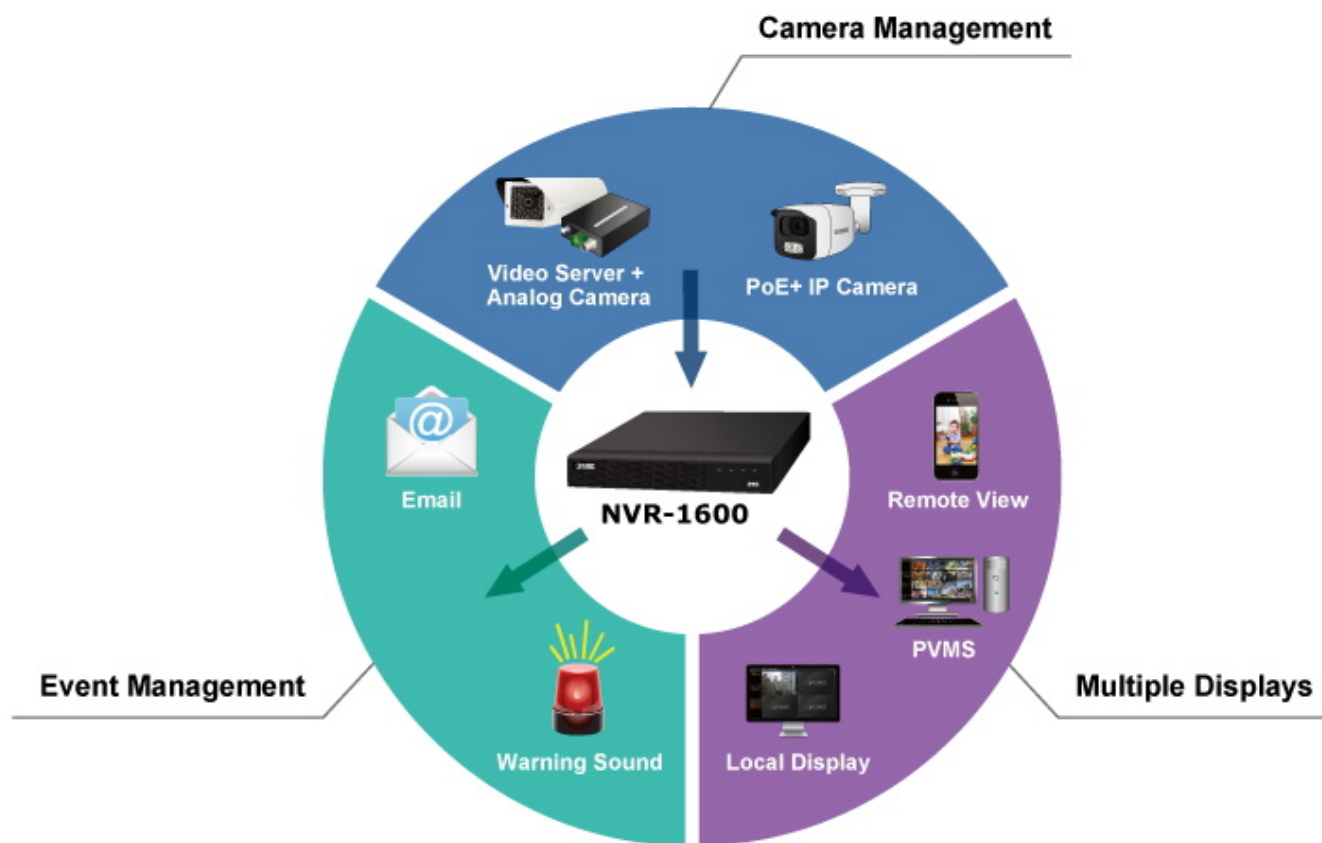 Camera Management
Video Server +
Analog Camera
PoE+ IP Camera
@
Email
NVR-1600
Remote View
PVMS
Event Management
Multiple Displays
Warning Sound
Local Display